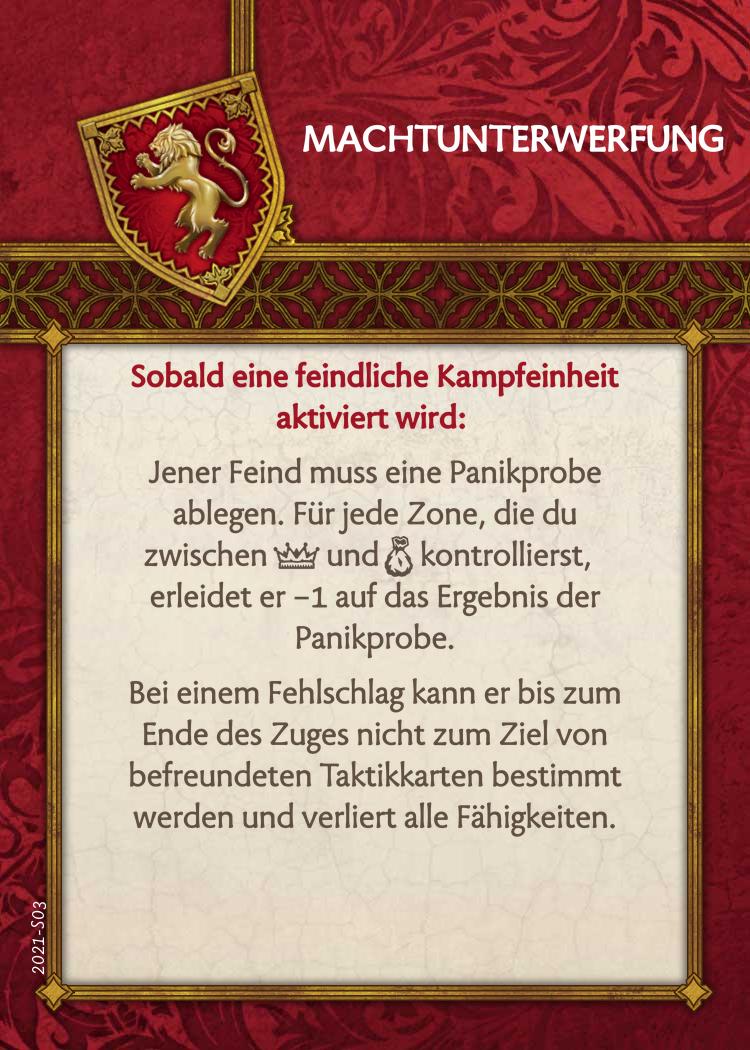 MACHTUNTERWERFUNG
Sobald eine feindliche Kampfeinheit
aktiviert wird:
Jener Feind muss eine Panikprobe
ablegen. Für jede Zone, die du
zwischen und kontrollierst,
erleidet er −1 auf das Ergebnis der
Panikprobe.
Bei einem Fehlschlag kann er bis zum
Ende des Zuges nicht zum Ziel von
befreundeten Taktikkarten bestimmt
werden und verliert alle Fähigkeiten.
2021-S03